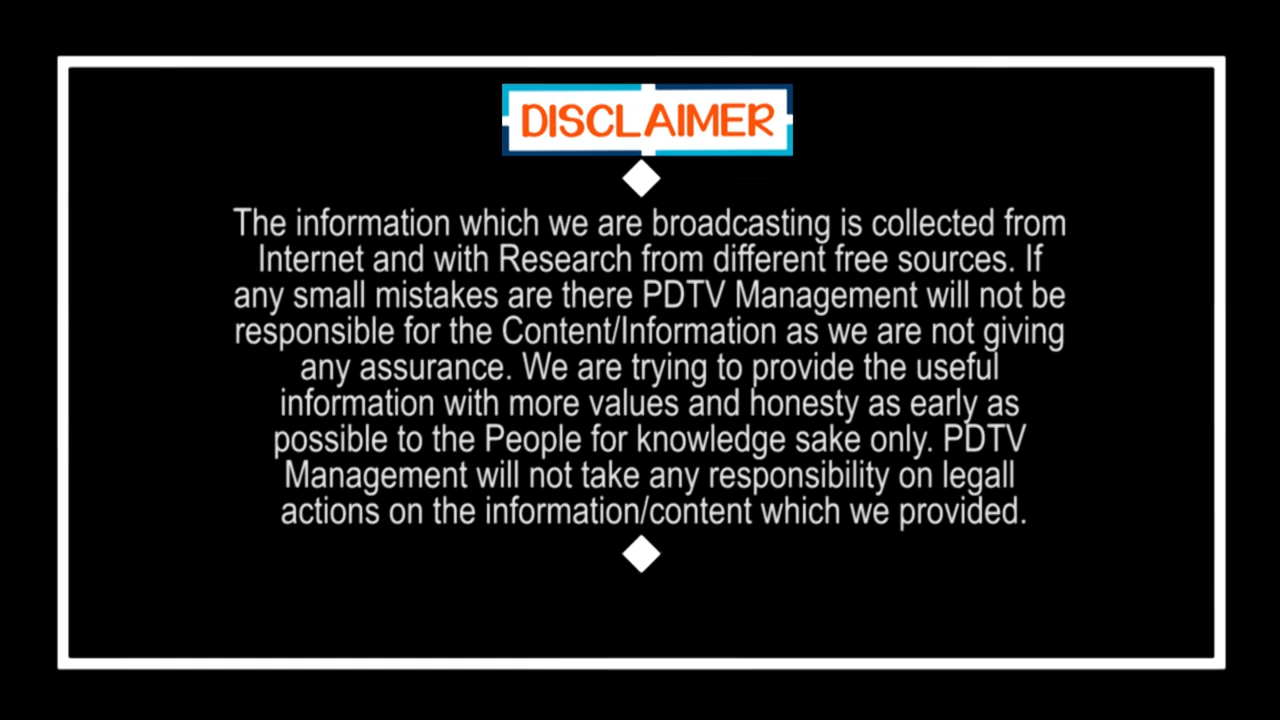 DISCLAIMER
The information which we are broadcasting is collected from
Internet and with Research from different free sources. If
any small mistakes are there PDTV Management will not be
responsible for the Content/Information as we are not giving
any assurance. We are trying to provide the useful
information with more values and honesty as early as
possible to the People for knowledge sake only. PDTV
Management will not take any responsibility on legall
actions on the information/content which we provided.